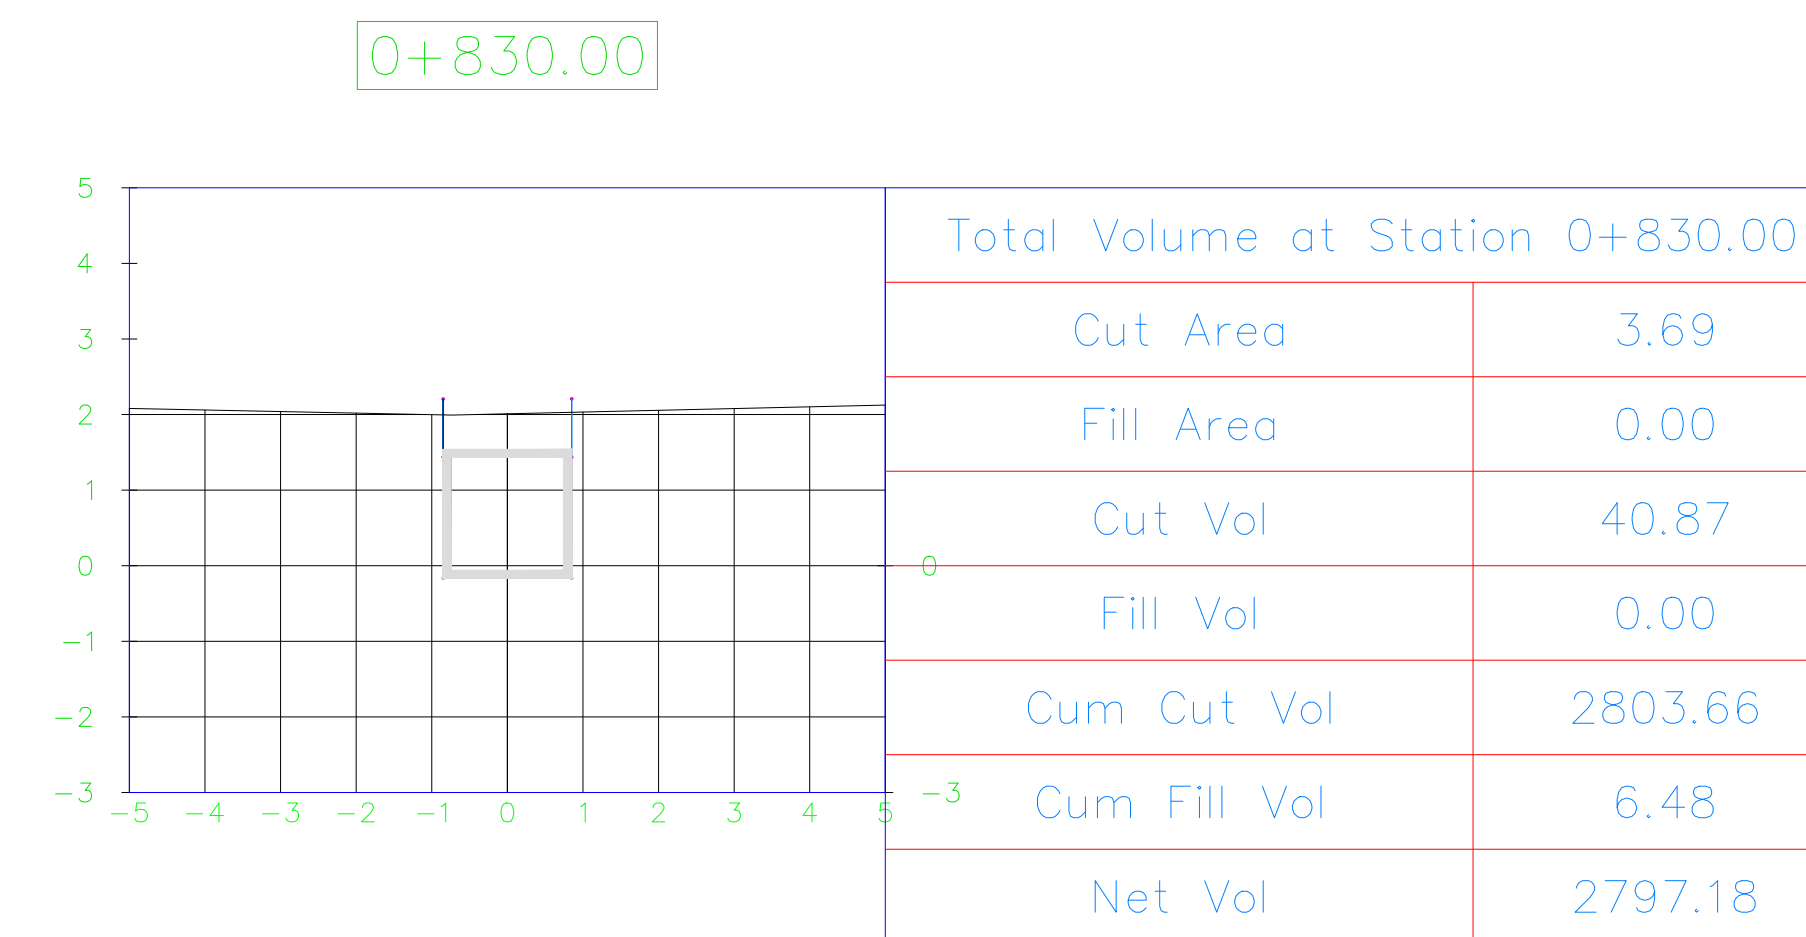 0+830.00
5
4
3
2
1
0
-1
-2
-3
-5 -4 -3 -2 -1 0 1 2 3 4 5
0
-3
Total Volume at Station 0+830.00
Cut Area 3.69
Fill Area 0.00
Cut Vol 40.87
Fill Vol 0.00
Cum Cut Vol 2803.66
Cum Fill Vol 6.48
Net Vol 2797.18